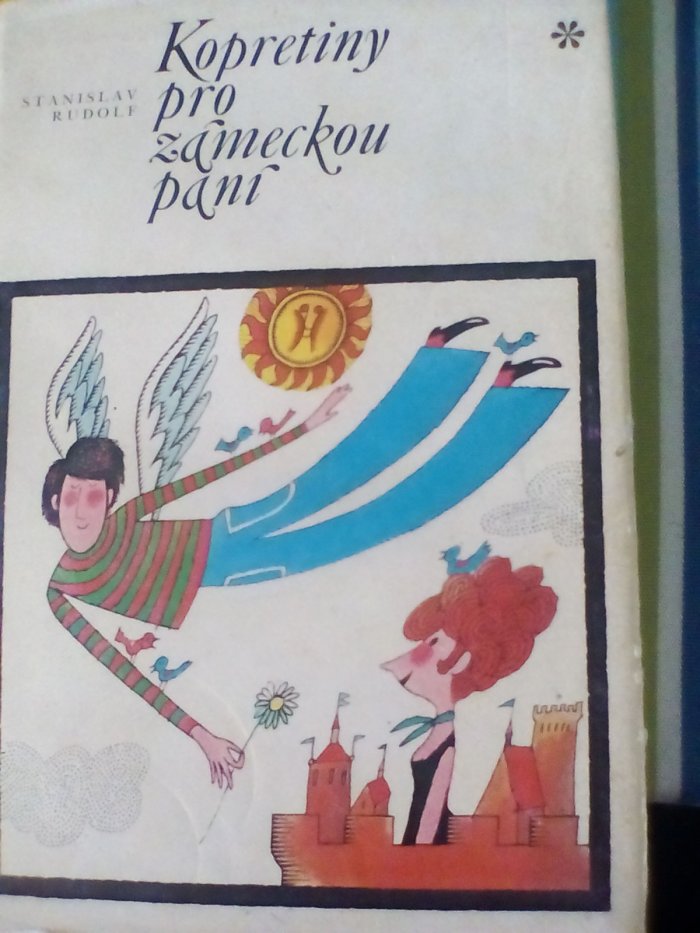 STANISLAV
RUDOLF
Kopretiny
pro
zámeckou
paní